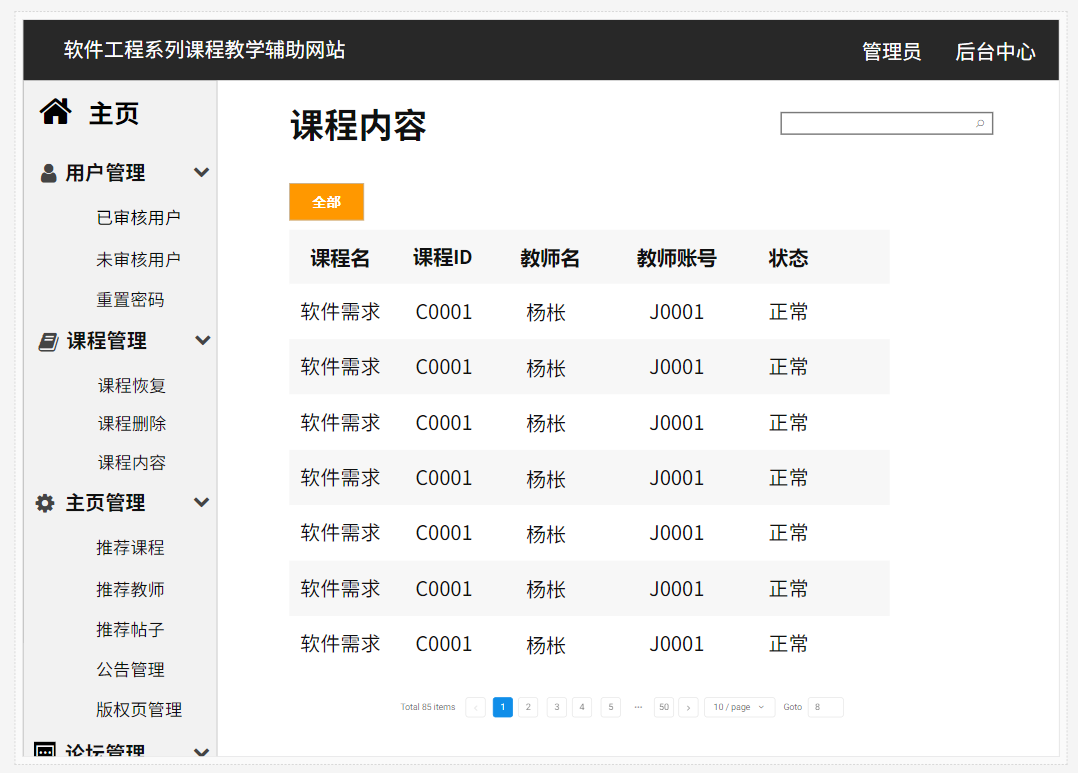 软件工程系列课程教学辅助网站 管理员 后台中心
主页
用户管理
已审核用户
未审核用户
重置密码
课程管理
课程恢复
课程删除
课程内容
主页管理
推荐课程
推荐教师
推荐帖子
公告管理
版权页管理
论坛管理
课程内容
全部
课程名 课程ID 教师名 教师账号 状态
软件需求 C0001 杨枨 J0001 正常
软件需求 C0001 杨枨 J0001 正常
软件需求 C0001 杨枨 J0001 正常
软件需求 C0001 杨枨 J0001 正常
软件需求 C0001 杨枨 J0001 正常
软件需求 C0001 杨枨 J0001 正常
软件需求 C0001 杨枨 J0001 正常
Total 85 items ‹ 1 2 3 4 5 ··· 50 › 10 / page Goto 8